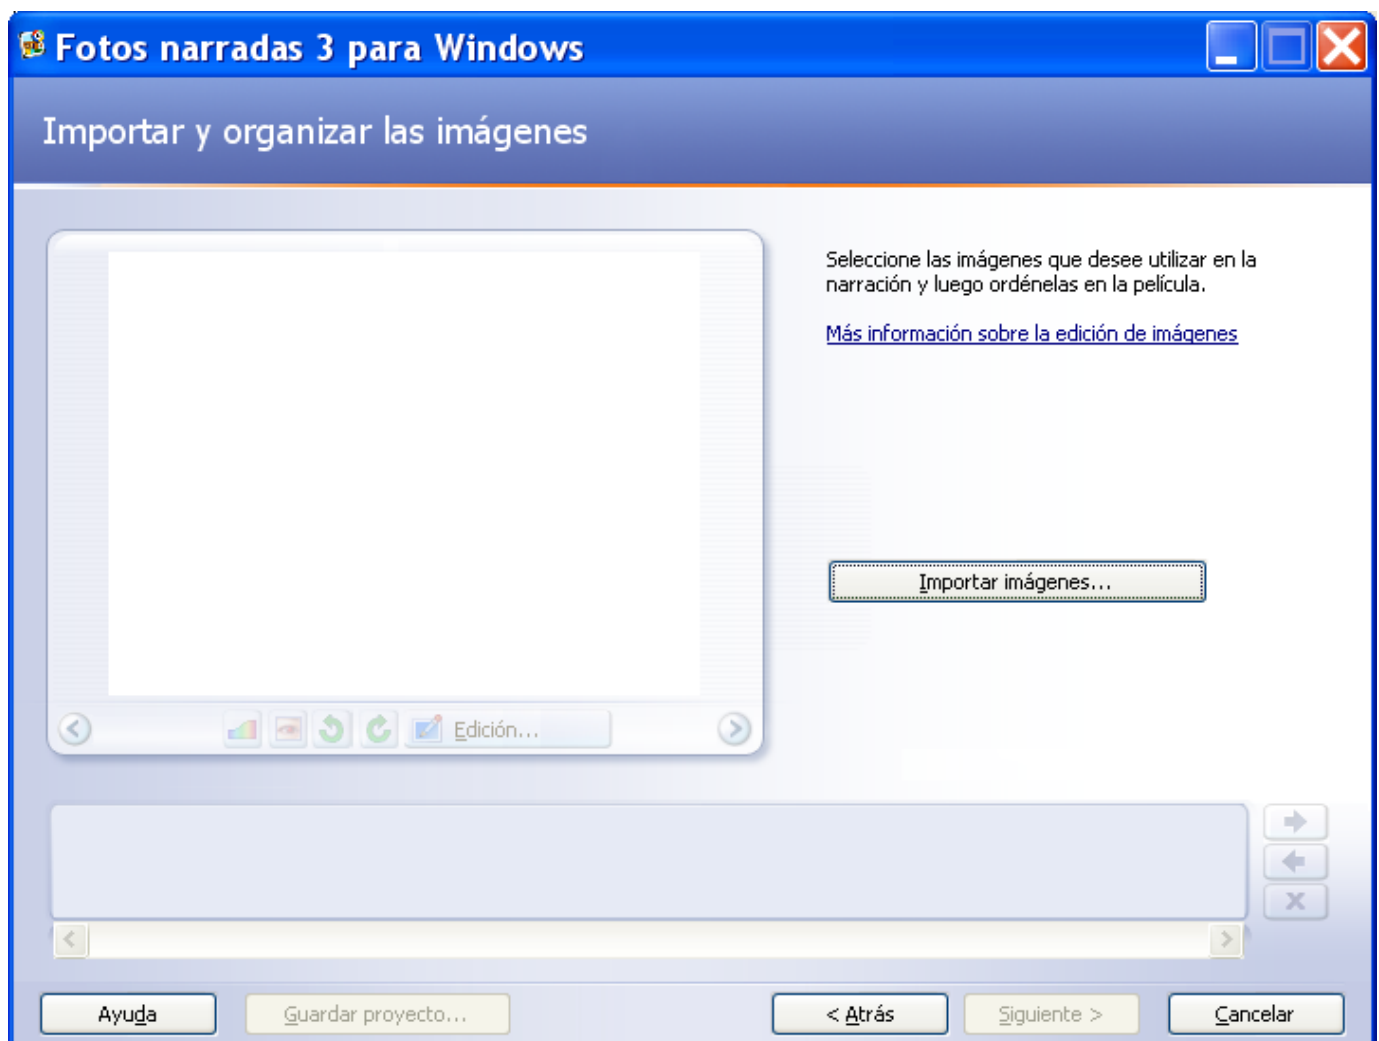 Fotos narradas 3 para Windows
Importar y organizar las imágenes
Seleccione las imágenes que desee utilizar en la
narración y luego ordénelas en la película.
Más información sobre la edición de imágenes
Importar imágenes...
Edición...
Ayuda
Guardar proyecto...
< Atrás
Siguiente >
Cancelar